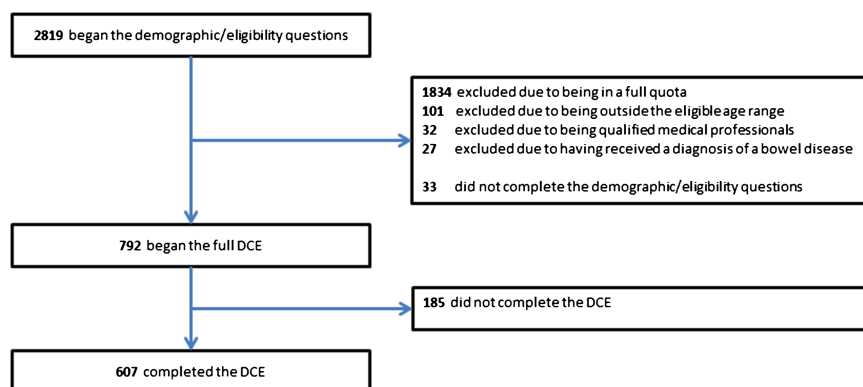 2819 began the demographic/eligibility questions
1834 excluded due to being in a full quota
101 excluded due to being outside the eligible age range
32 excluded due to being qualified medical professionals
27 excluded due to having received a diagnosis of a bowel disease
33 did not complete the demographic/eligibility questions
792 began the full DCE
185 did not complete the DCE
607 completed the DCE